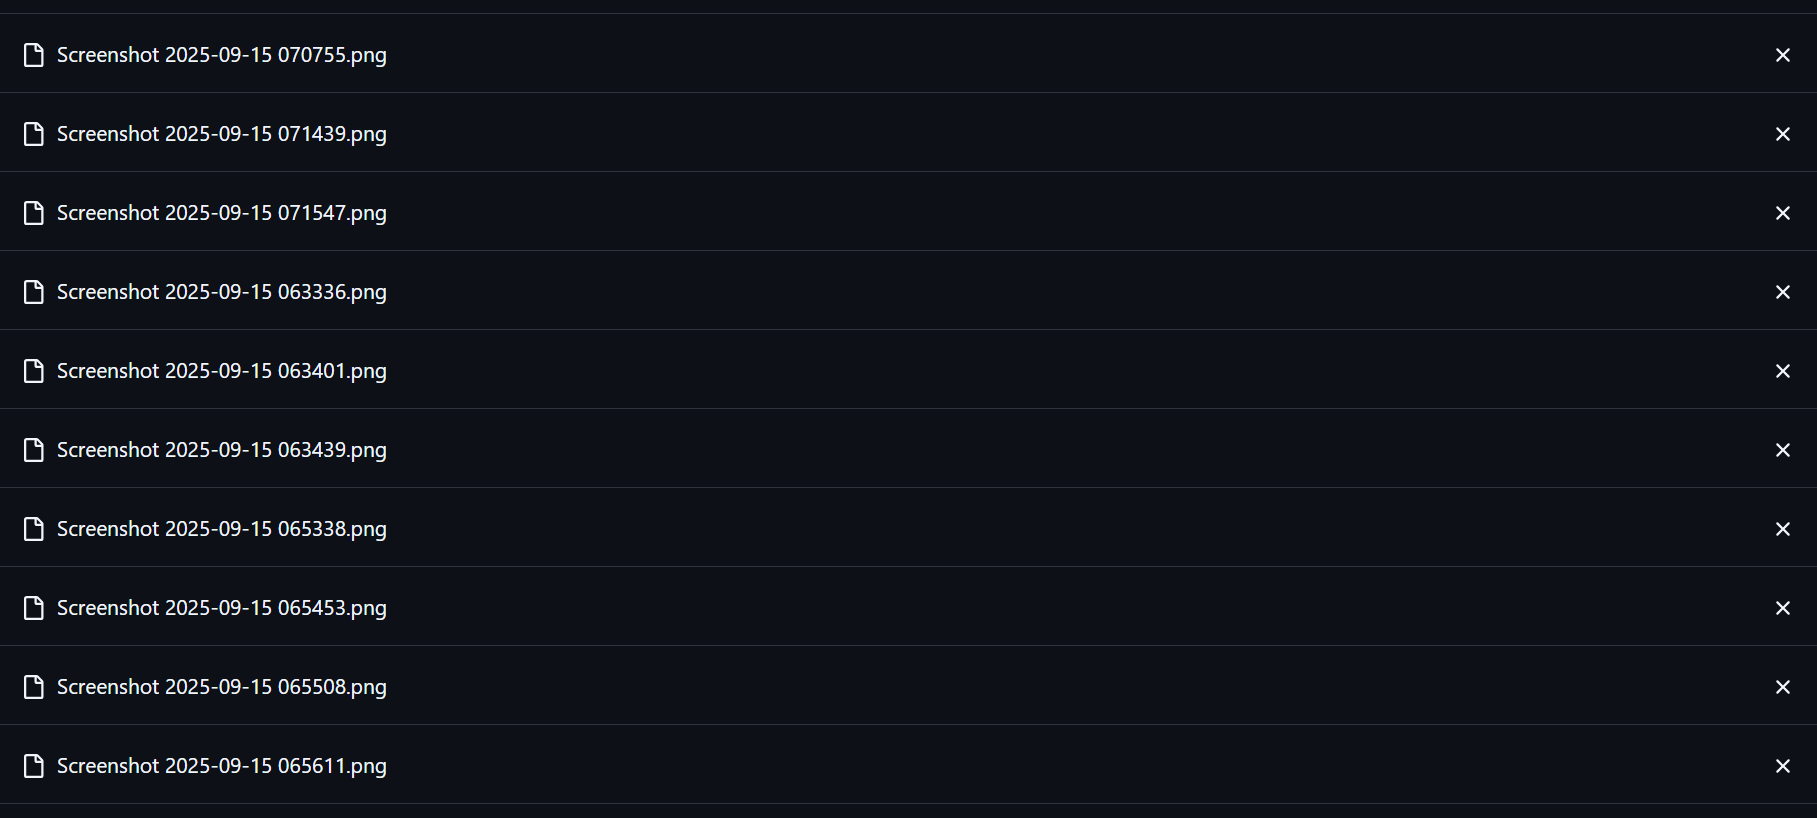 Screenshot 2025-09-15 070755.png
Screenshot 2025-09-15 071439.png
Screenshot 2025-09-15 071547.png
Screenshot 2025-09-15 063336.png
Screenshot 2025-09-15 063401.png
Screenshot 2025-09-15 063439.png
Screenshot 2025-09-15 065338.png
Screenshot 2025-09-15 065453.png
Screenshot 2025-09-15 065508.png
Screenshot 2025-09-15 065611.png